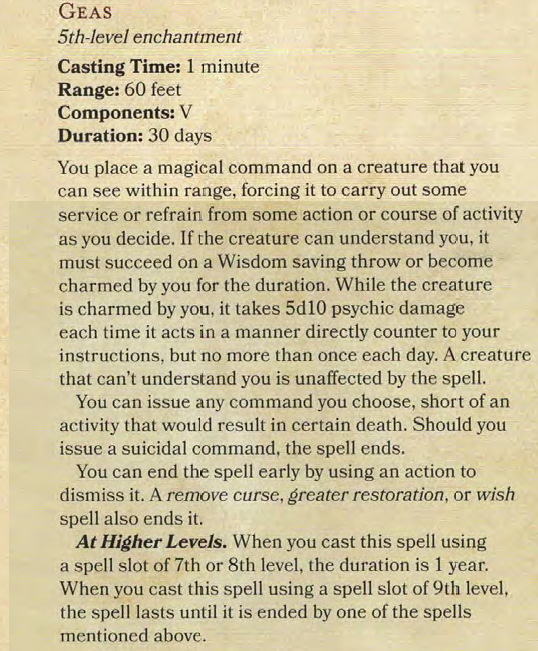 GEAS
5th-level enchantment
Casting Time: 1 minute
Range: 60 feet
Components: V
Duration: 30 days
You place a magical command on a creature that you
can see within range, forcing it to carry out some
service or refrain from some action or course of activity
as you decide. If the creature can understand you, it
must succeed on a Wisdom saving throw or become
charmed by you for the duration. While the creature
is charmed by you, it takes 5d10 psychic damage
each time it acts in a manner directly counter to your
instructions, but no more than once each day. A creature
that can't understand you is unaffected by the spell.
You can issue any command you choose, short of an
activity that would result in certain death. Should you
issue a suicidal command, the spell ends.
You can end the spell early by using an action to
dismiss it. A remove curse, greater restoration, or wish
spell also ends it.
At Higher Levels. When you cast this spell using
a spell slot of 7th or 8th level, the duration is 1 year.
When you cast this spell using a spell slot of 9th level,
the spell lasts until it is ended by one of the spells
mentioned above.